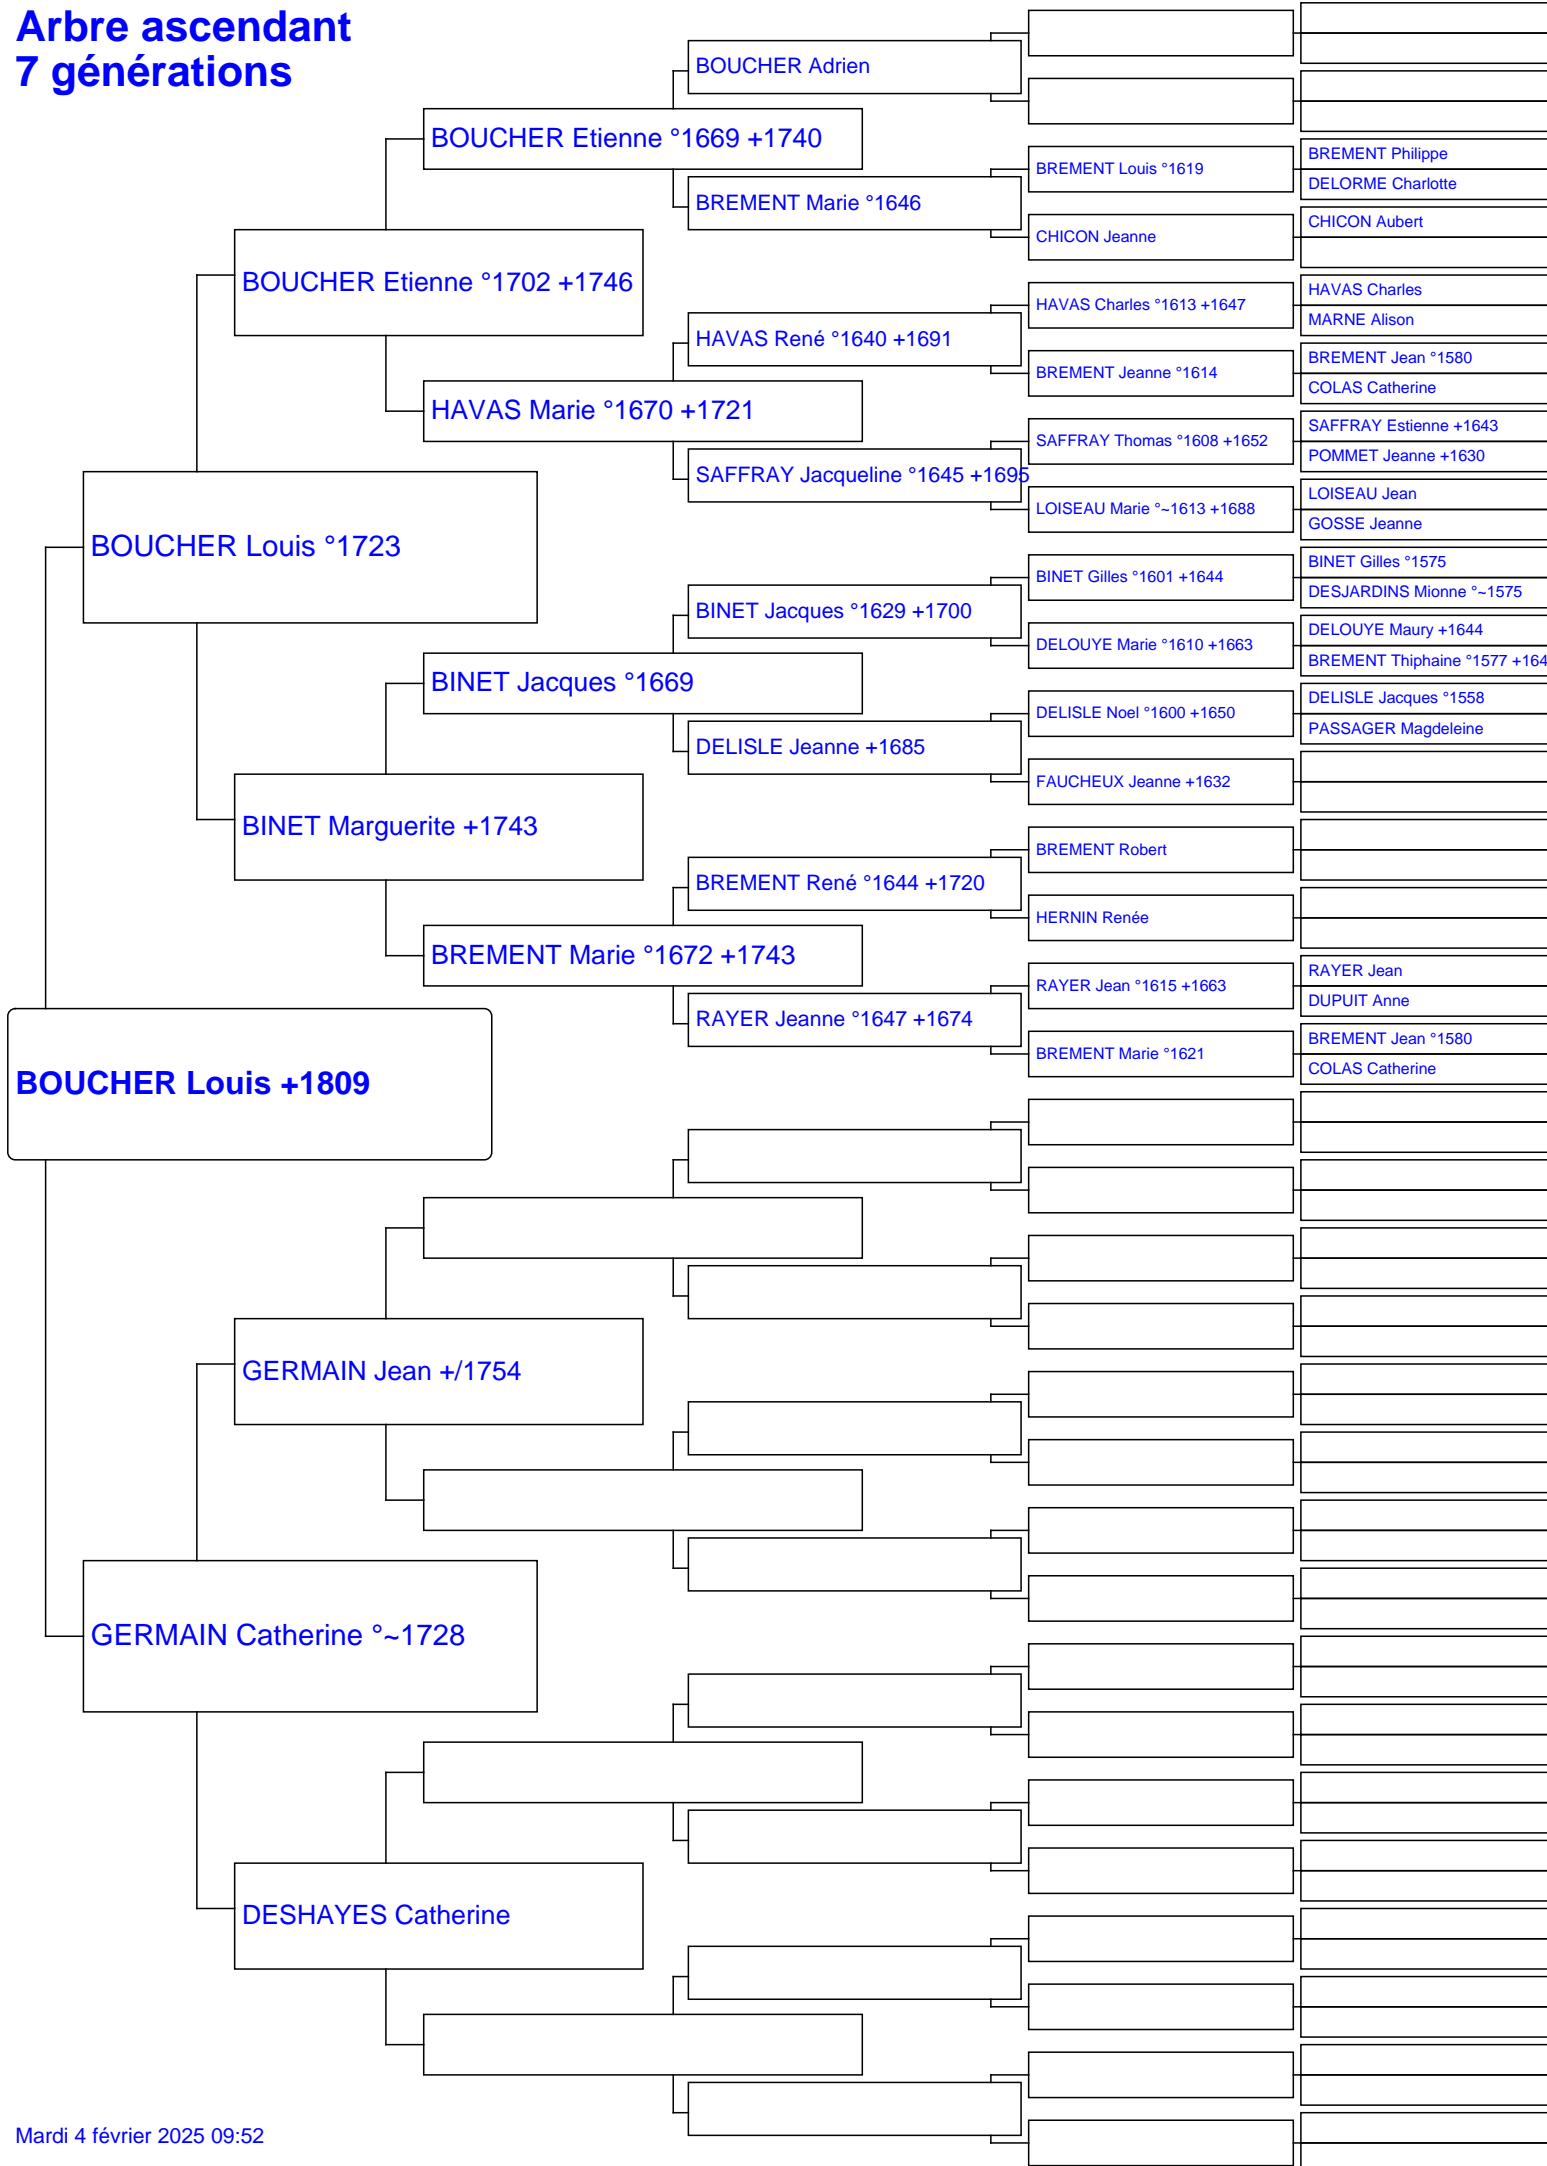 Arbre ascendant
7 générations
BOUCHER Adrien
BOUCHER Etienne °1669 +1740
BREMENT Philippe
BREMENT Louis °1619
DELORME Charlotte
BREMENT Marie °1646
CHICON Aubert
CHICON Jeanne
BOUCHER Etienne °1702 +1746
HAVAS Charles
HAVAS Charles °1613 +1647
MARNE Alison
HAVAS René °1640 +1691
BREMENT Jean °1580
BREMENT Jeanne °1614
COLAS Catherine
HAVAS Marie °1670 +1721
SAFFRAY Estienne +1643
SAFFRAY Thomas °1608 +1652
POMMET Jeanne +1630
SAFFRAY Jacqueline °1645 +1695
LOISEAU Jean
LOISEAU Marie °~1613 +1688
GOSSE Jeanne
BOUCHER Louis °1723
BINET Gilles °1575
BINET Gilles °1601 +1644
DESJARDINS Mionne °~1575
BINET Jacques °1629 +1700
DELOUYE Maury +1644
DELOUYE Marie °1610 +1663
BREMENT Thiphaine °1577 +164
BINET Jacques °1669
DELISLE Jacques °1558
DELISLE Noel °1600 +1650
PASSAGER Magdeleine
DELISLE Jeanne +1685
FAUCHEUX Jeanne +1632
BINET Marguerite +1743
BREMENT Robert
BREMENT René °1644 +1720
HERNIN Renée
BREMENT Marie °1672 +1743
RAYER Jean
RAYER Jean °1615 +1663
DUPUIT Anne
RAYER Jeanne °1647 +1674
BREMENT Jean °1580
BREMENT Marie °1621
COLAS Catherine
BOUCHER Louis +1809
GERMAIN Jean +/1754
GERMAIN Catherine °~1728
DESHAYES Catherine
Mardi 4 février 2025 09:52